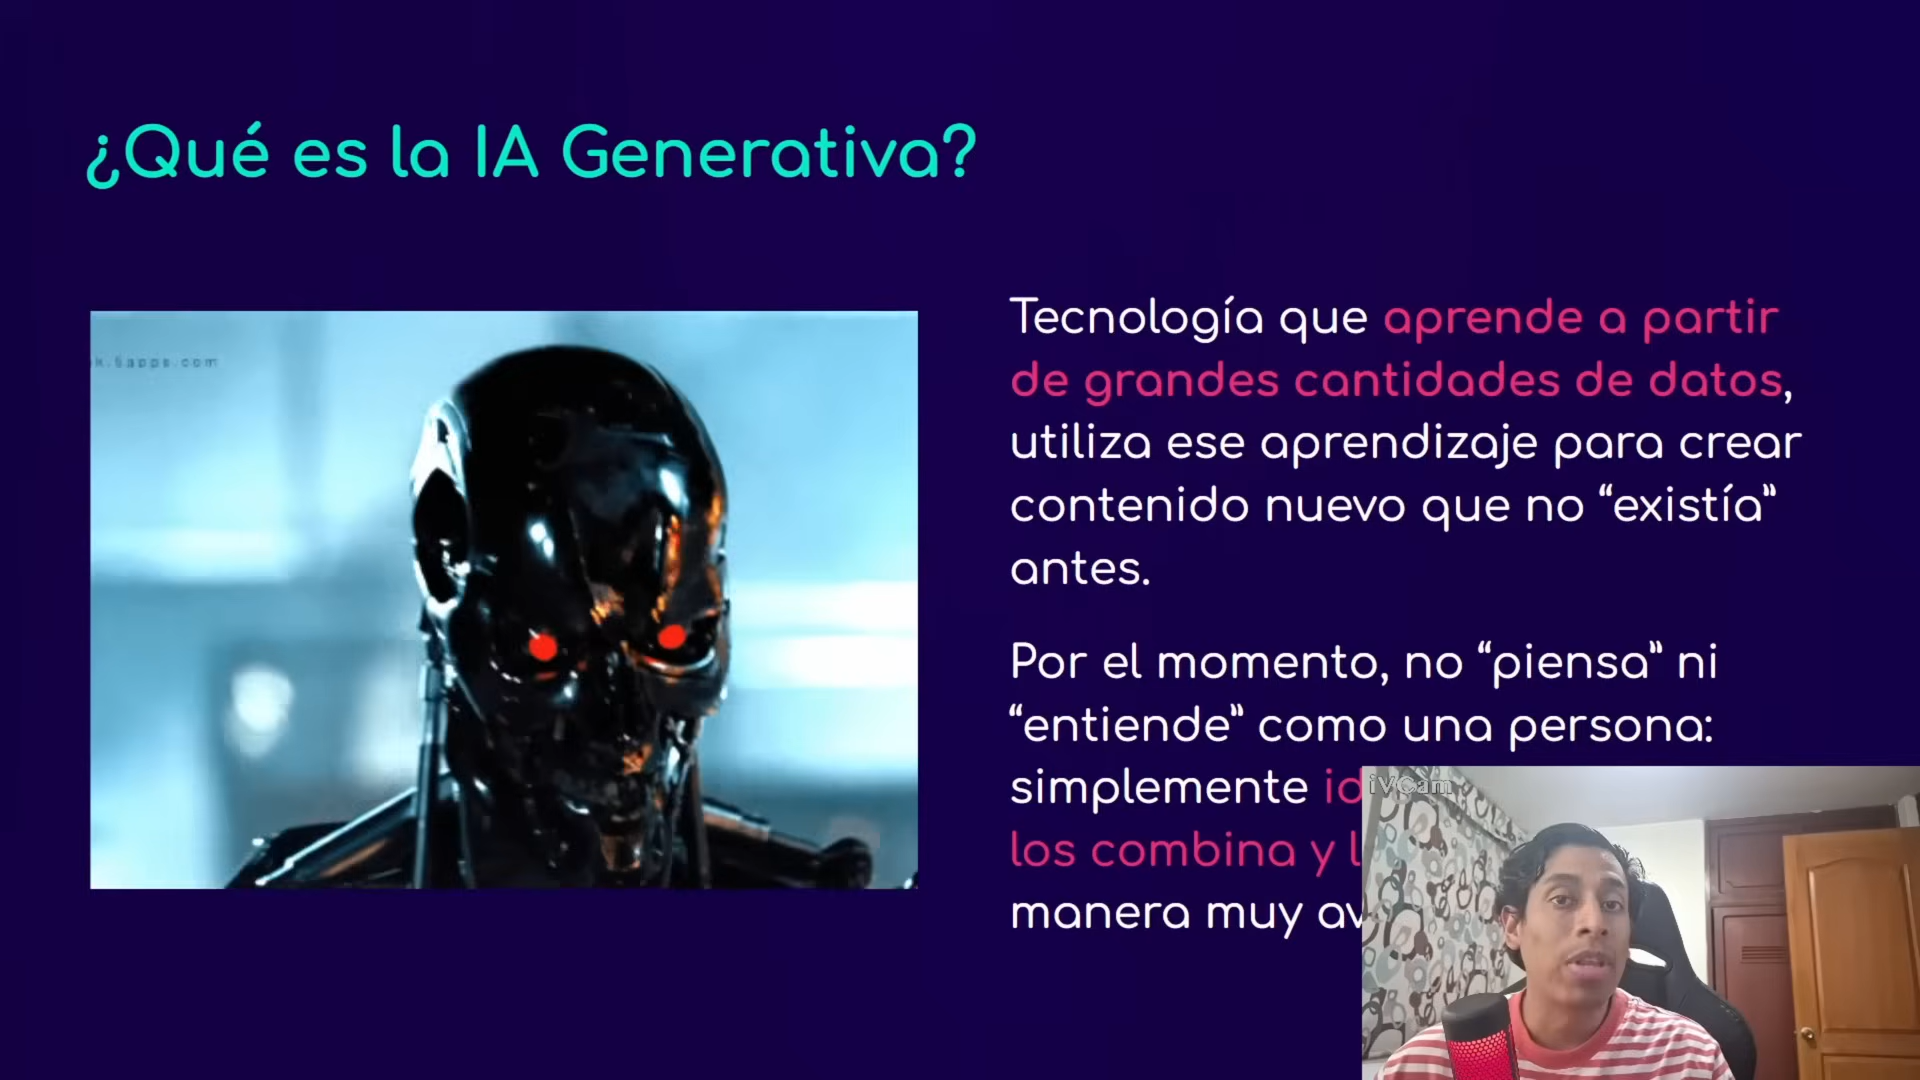 ¿Qué es la IA Generativa?
Tecnología que aprende a partir
de grandes cantidades de datos,
utiliza ese aprendizaje para crear
contenido nuevo que no “existía”
antes.
Por el momento, no “piensa” ni
“entiende” como una persona:
simplemente
los combina y
manera muy
iVCam